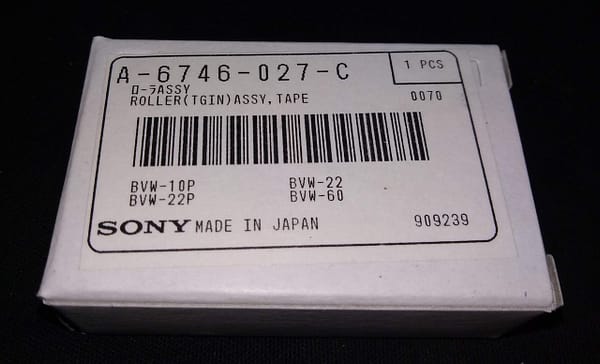 A-6746-027-C
1 PCS
ローラASSY
ROLLER(TGIN)ASSY,TAPE
0070
BVW-10P BVW-22
BVW-22P BVW-60
SONY MADE IN JAPAN
909239